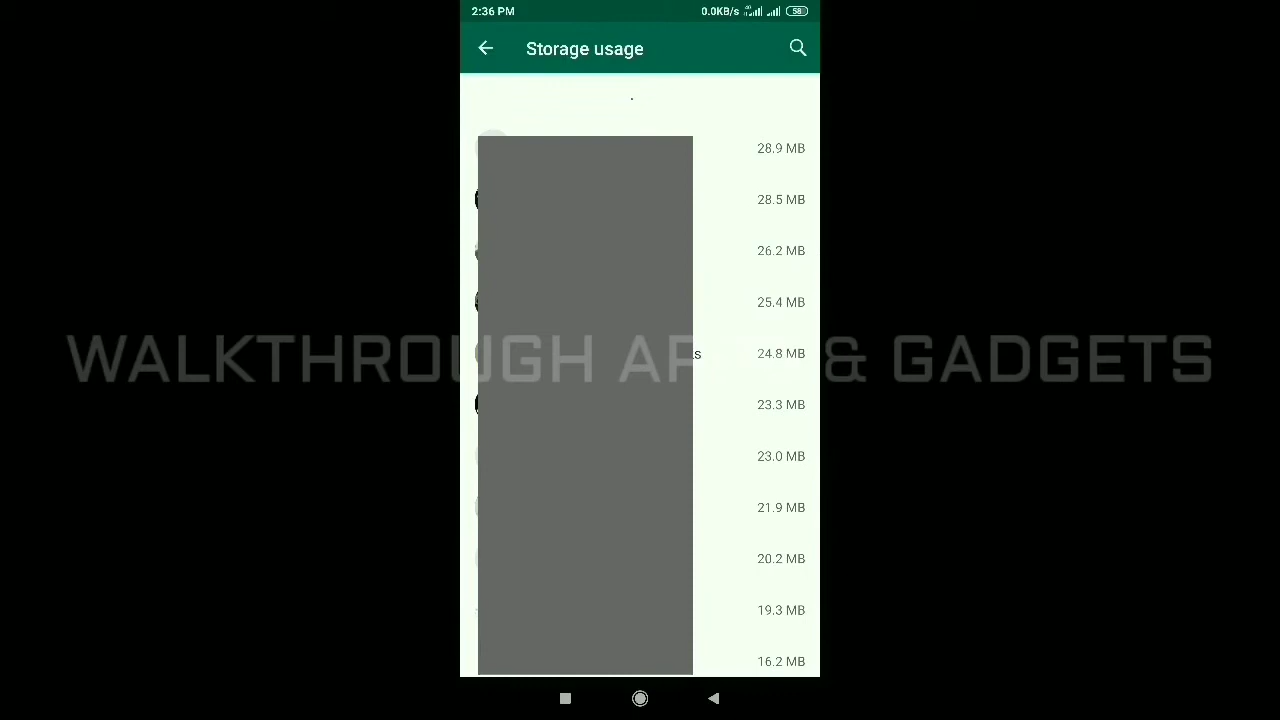 2:36 PM 0.0KB/s 4G 58
Storage usage
28.9 MB
28.5 MB
26.2 MB
25.4 MB
s 24.8 MB
WALKTHROUGH AP & GADGETS
23.3 MB
23.0 MB
21.9 MB
20.2 MB
19.3 MB
16.2 MB